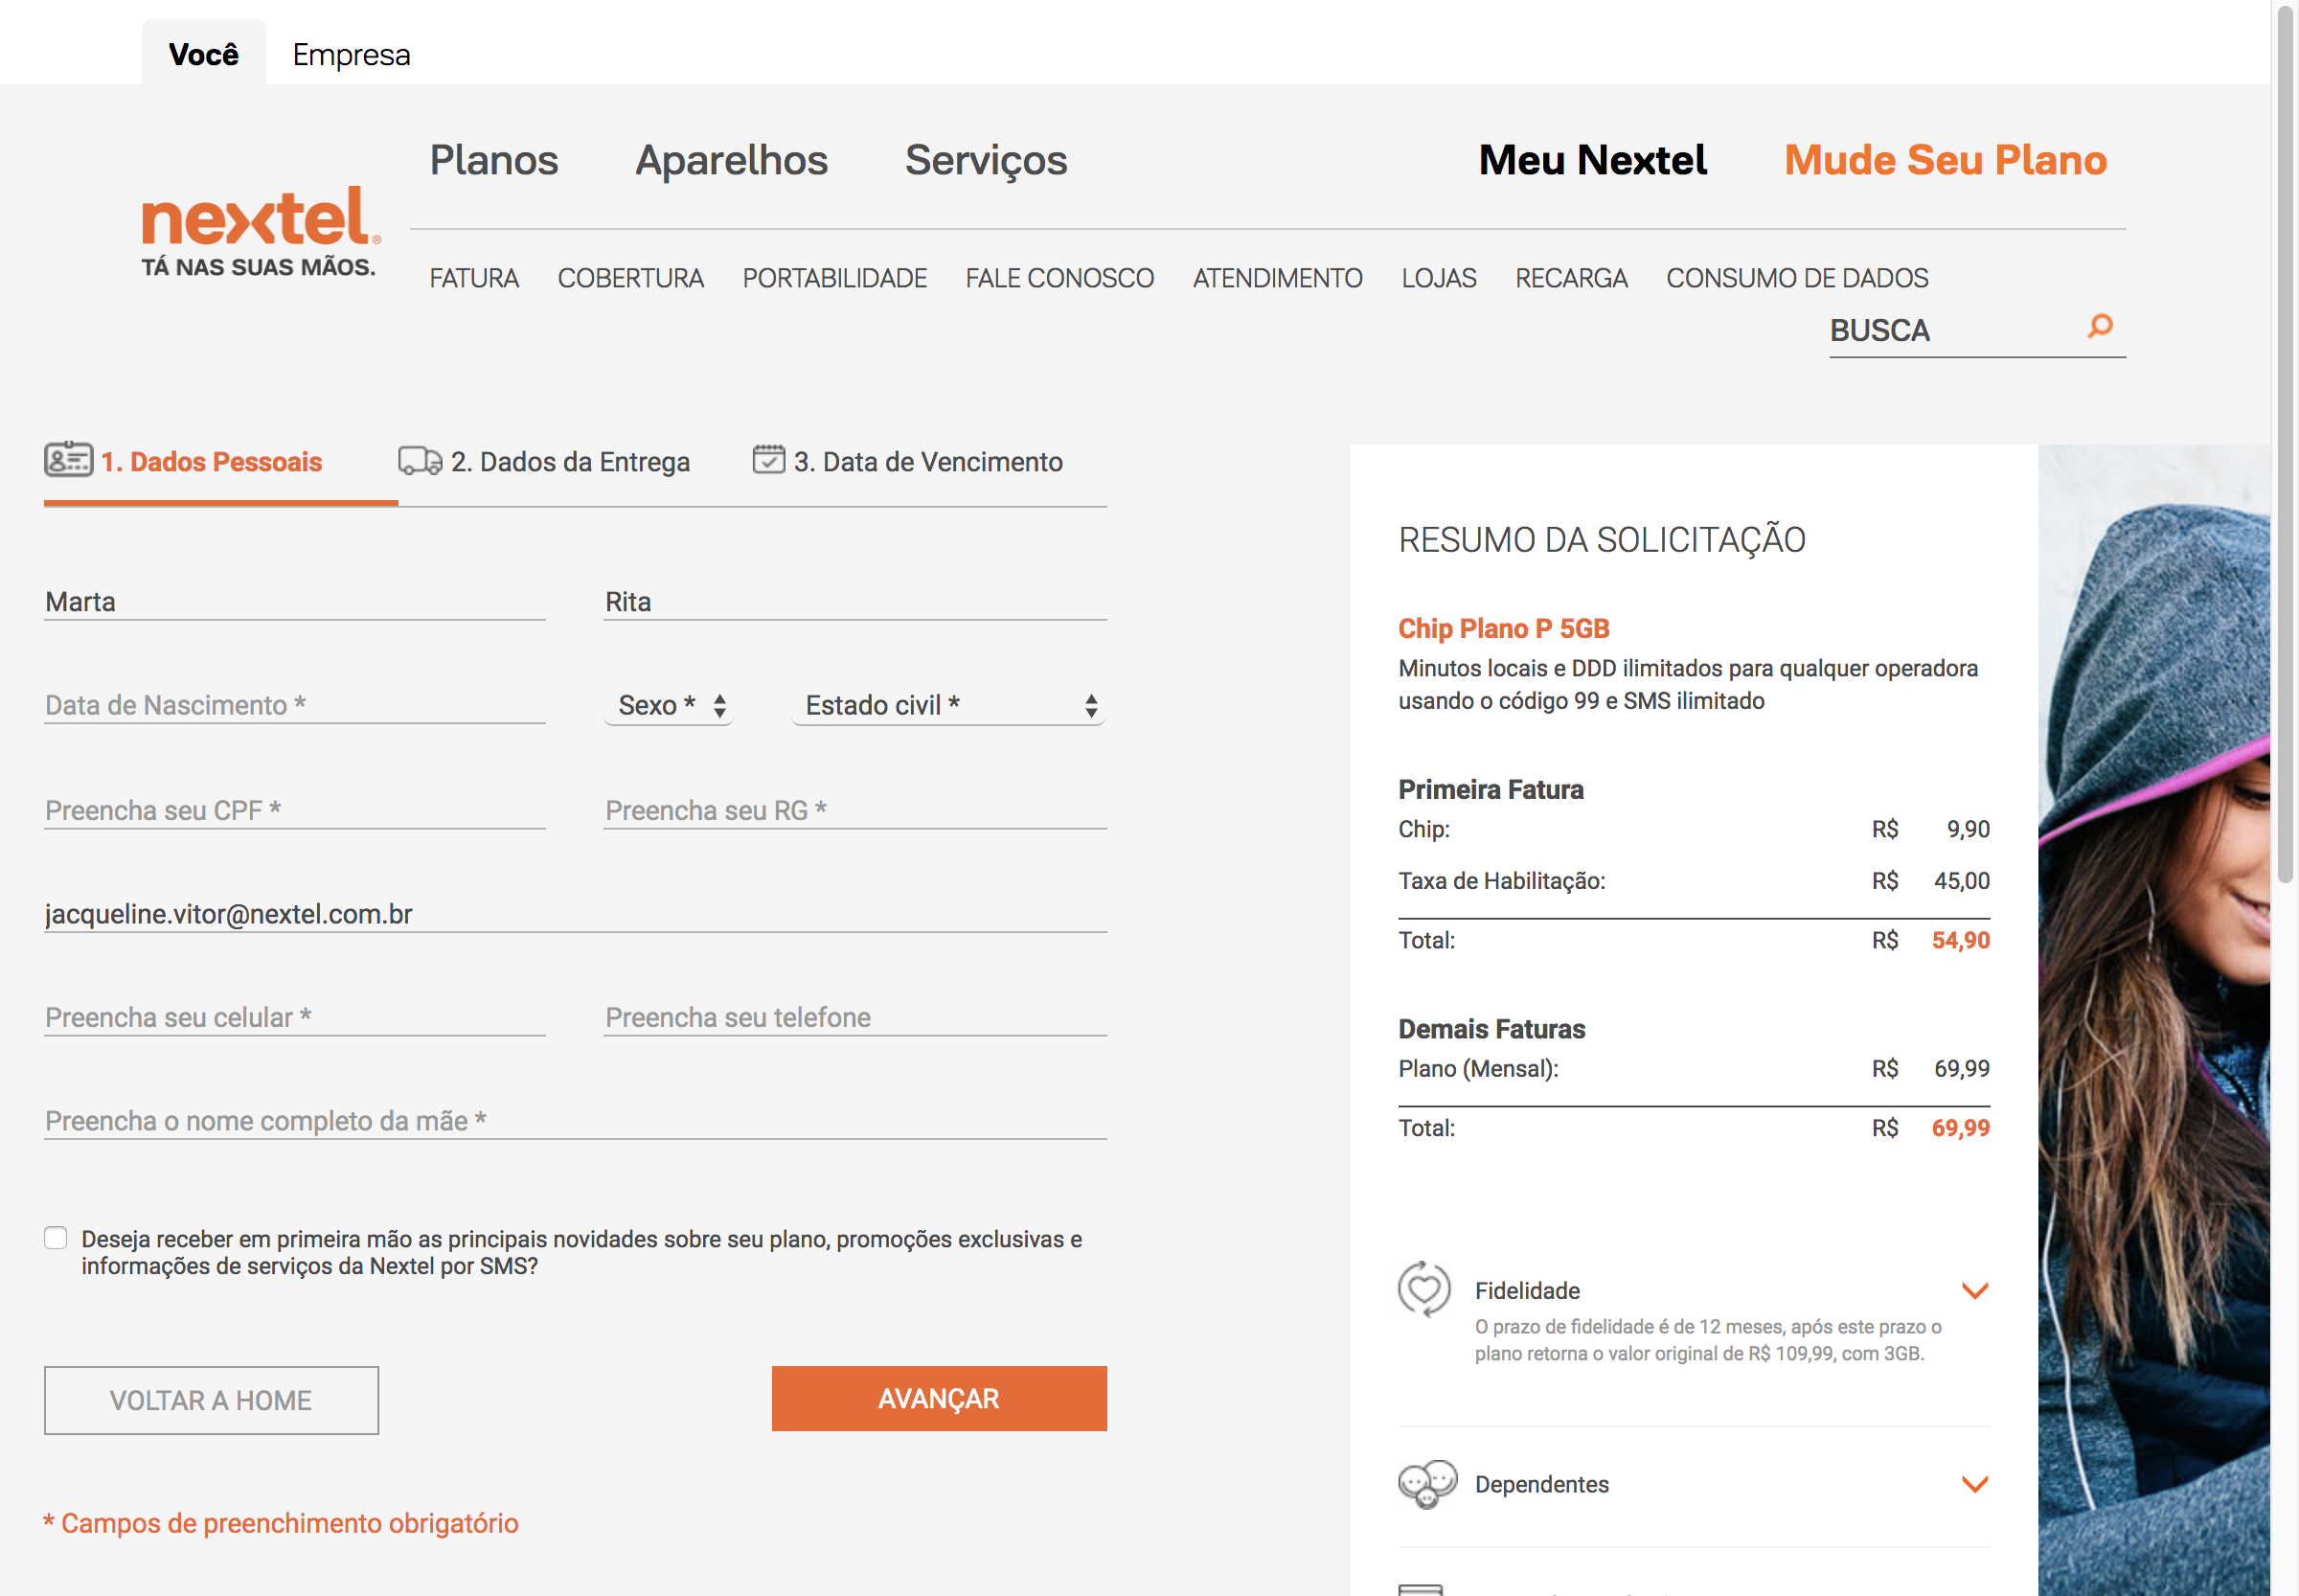 Você
Empresa
Planos
Aparelhos
Serviços
Meu Nextel
Mude Seu Plano
nextel®
TÁ NAS SUAS MÃOS.
FATURA
COBERTURA
PORTABILIDADE
FALE CONOSCO
ATENDIMENTO
LOJAS
RECARGA
CONSUMO DE DADOS
BUSCA
1. Dados Pessoais
2. Dados da Entrega
3. Data de Vencimento
Marta
Rita
Data de Nascimento *
Sexo *
Estado civil *
Preencha seu CPF *
Preencha seu RG *
jacqueline.vitor@nextel.com.br
Preencha seu celular *
Preencha seu telefone
Preencha o nome completo da mãe *
Deseja receber em primeira mão as principais novidades sobre seu plano, promoções exclusivas e
informações de serviços da Nextel por SMS?
VOLTAR A HOME
AVANÇAR
* Campos de preenchimento obrigatório
RESUMO DA SOLICITAÇÃO
Chip Plano P 5GB
Minutos locais e DDD ilimitados para qualquer operadora
usando o código 99 e SMS ilimitado
Primeira Fatura
Chip: R$ 9,90
Taxa de Habilitação: R$ 45,00
Total: R$ 54,90
Demais Faturas
Plano (Mensal): R$ 69,99
Total: R$ 69,99
Fidelidade
O prazo de fidelidade é de 12 meses, após este prazo o
plano retorna o valor original de R$ 109,99, com 3GB.
Dependentes